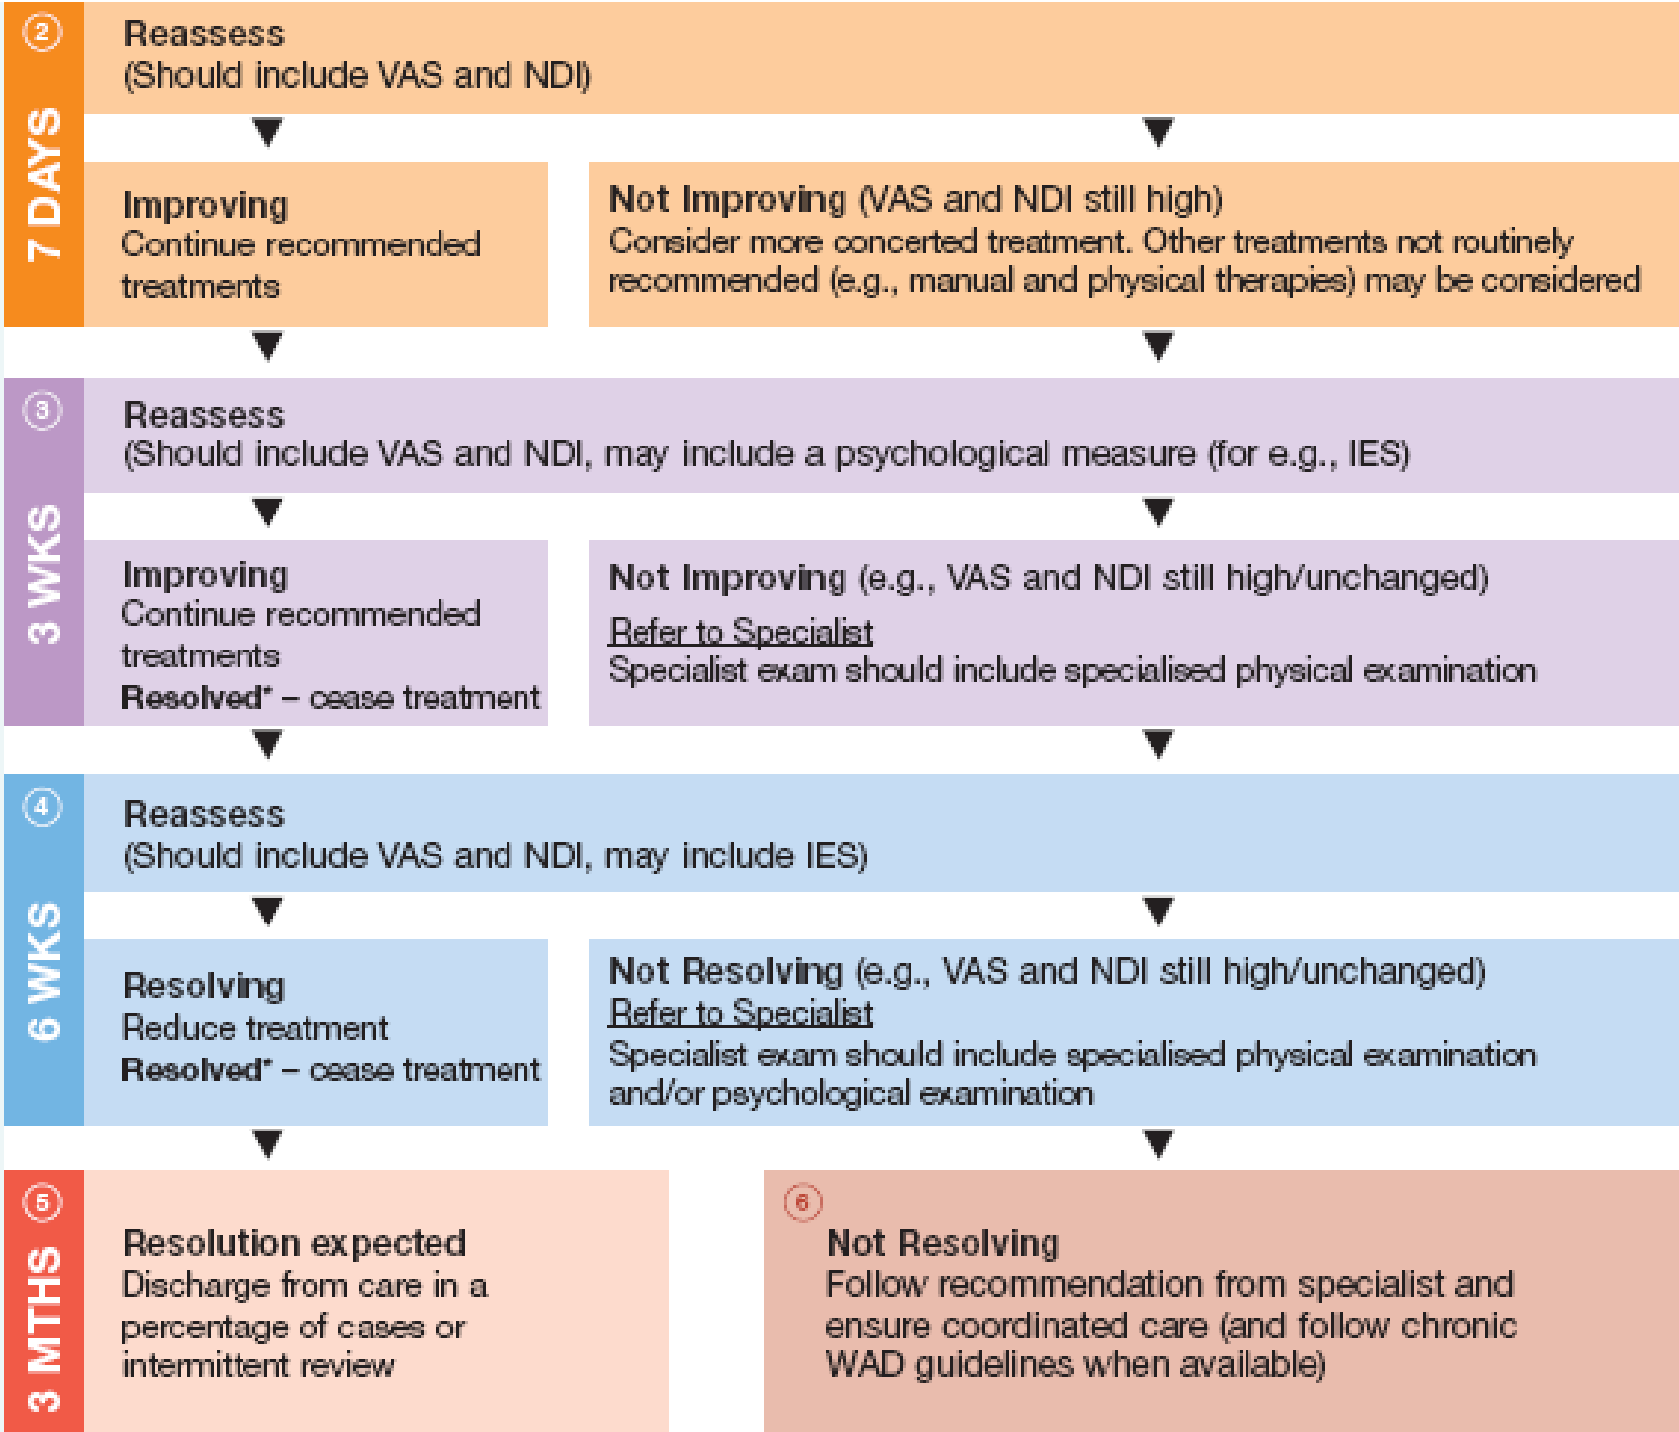 2
7 DAYS
Reassess
(Should include VAS and NDI)
Improving
Continue recommended
treatments
Not Improving (VAS and NDI still high)
Consider more concerted treatment. Other treatments not routinely
recommended (e.g., manual and physical therapies) may be considered
3
3 WKS
Reassess
(Should include VAS and NDI, may include a psychological measure (for e.g., IES)
Improving
Continue recommended
treatments
Resolved* – cease treatment
Not Improving (e.g., VAS and NDI still high/unchanged)
Refer to Specialist
Specialist exam should include specialised physical examination
4
6 WKS
Reassess
(Should include VAS and NDI, may include IES)
Resolving
Reduce treatment
Resolved* – cease treatment
Not Resolving (e.g., VAS and NDI still high/unchanged)
Refer to Specialist
Specialist exam should include specialised physical examination
and/or psychological examination
5
3 MTHS
Resolution expected
Discharge from care in a
percentage of cases or
intermittent review
6
Not Resolving
Follow recommendation from specialist and
ensure coordinated care (and follow chronic
WAD guidelines when available)